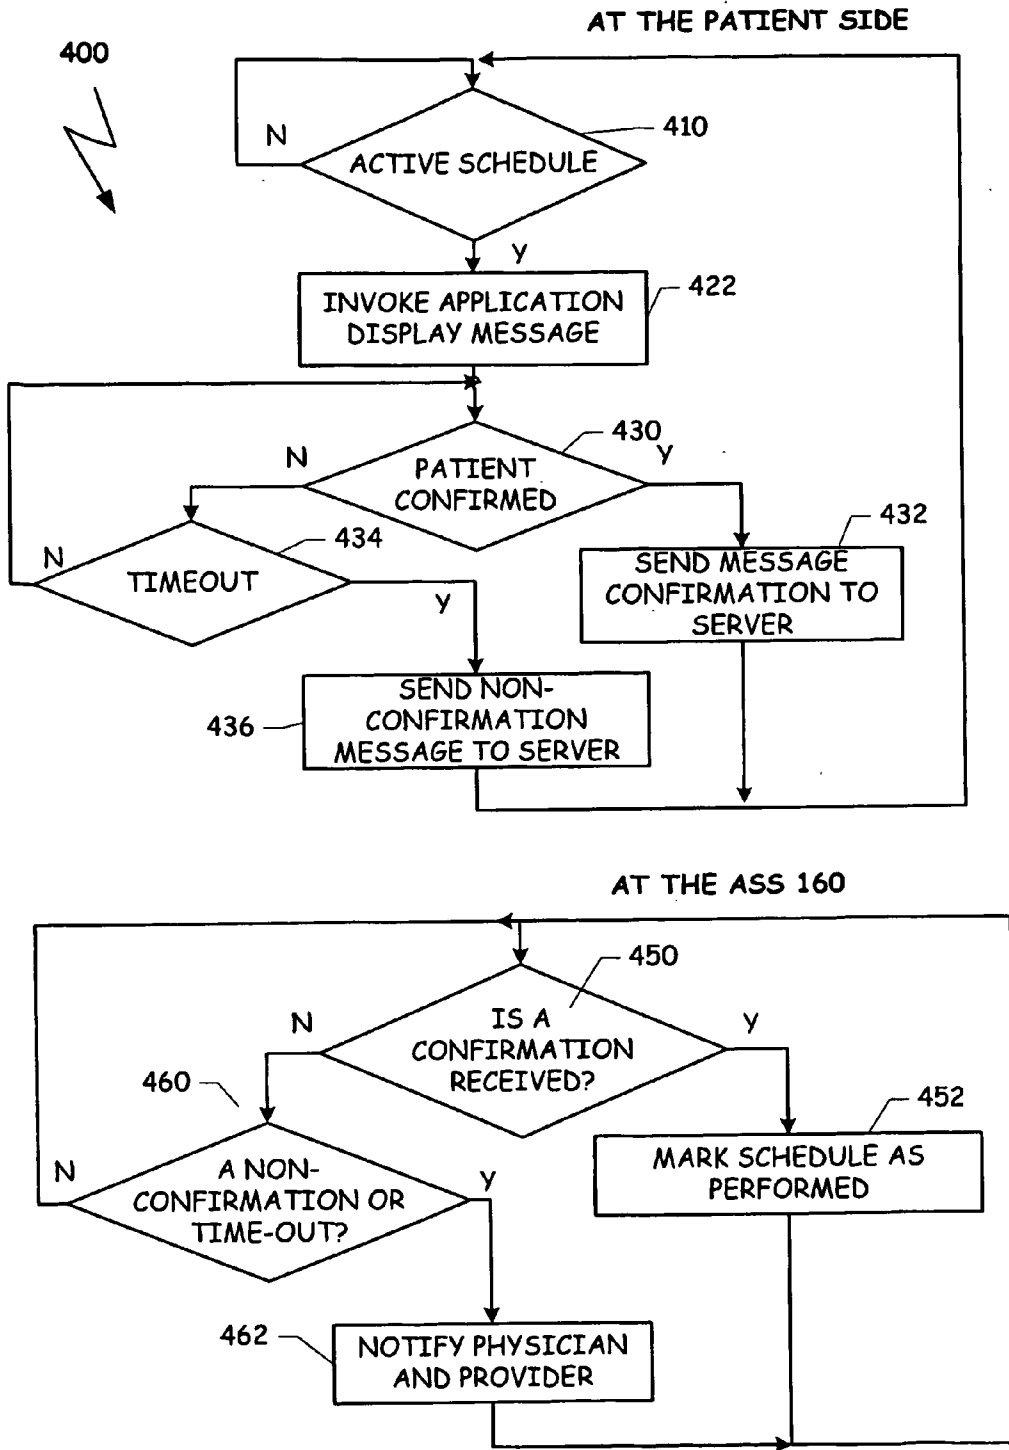 AT THE PATIENT SIDE
400
N
410
ACTIVE SCHEDULE
Y
INVOKE APPLICATION
DISPLAY MESSAGE
422
430
N
Y
PATIENT
CONFIRMED
432
434
N
TIMEOUT
Y
SEND MESSAGE
CONFIRMATION TO
SERVER
SEND NON-
CONFIRMATION
MESSAGE TO SERVER
436
AT THE ASS 160
450
N
Y
IS A
CONFIRMATION
RECEIVED?
460
452
N
A NON-
CONFIRMATION OR
TIME-OUT?
Y
MARK SCHEDULE AS
PERFORMED
462
NOTIFY PHYSICIAN
AND PROVIDER